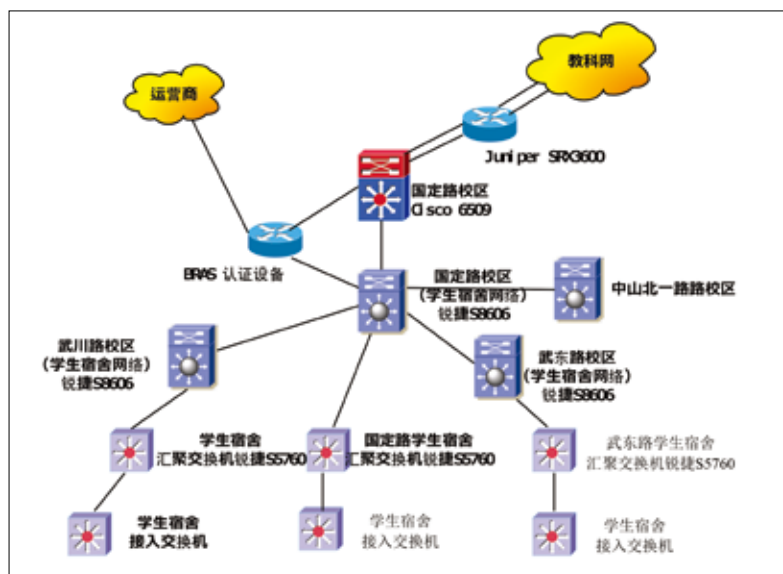 教科网
运营商
Juniper SRX3600
国定路校区
Cisco 6509
BRAS 认证设备
国定路校区
(学生宿舍网络)
锐捷S8606
中山北一路路校区
武川路校区
(学生宿舍网络)
锐捷S8606
武东路校区
(学生宿舍网络)
锐捷S8606
学生宿舍
汇聚交换机锐捷S5760
国定路学生宿舍
汇聚交换机锐捷S5760
武东路学生宿舍
汇聚交换机锐捷S5760
学生宿舍
接入交换机
学生宿舍
接入交换机
学生宿舍
接入交换机